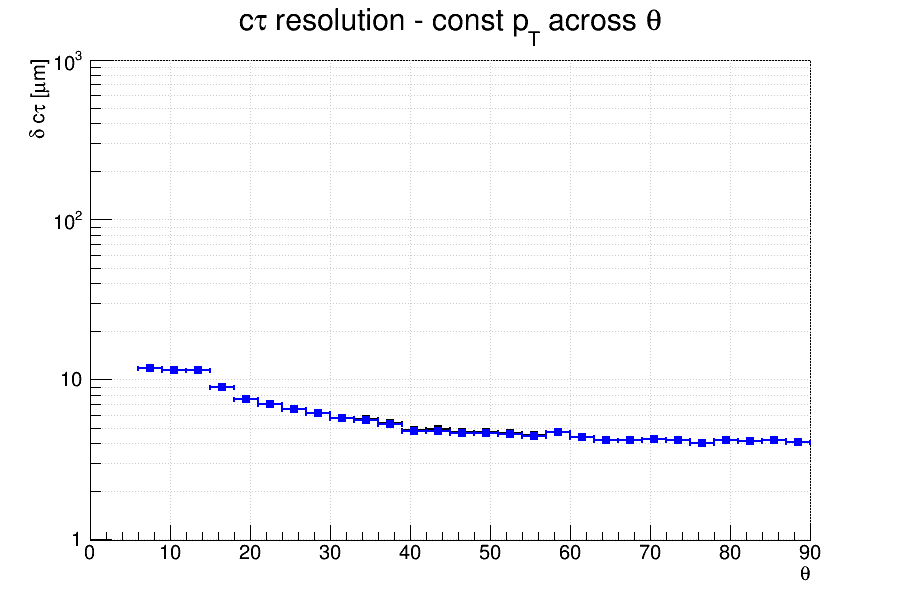 cτ resolution - const p_T across θ
δ cτ [μm]
10^3
10^2
10
1
0 10 20 30 40 50 60 70 80 90
θ